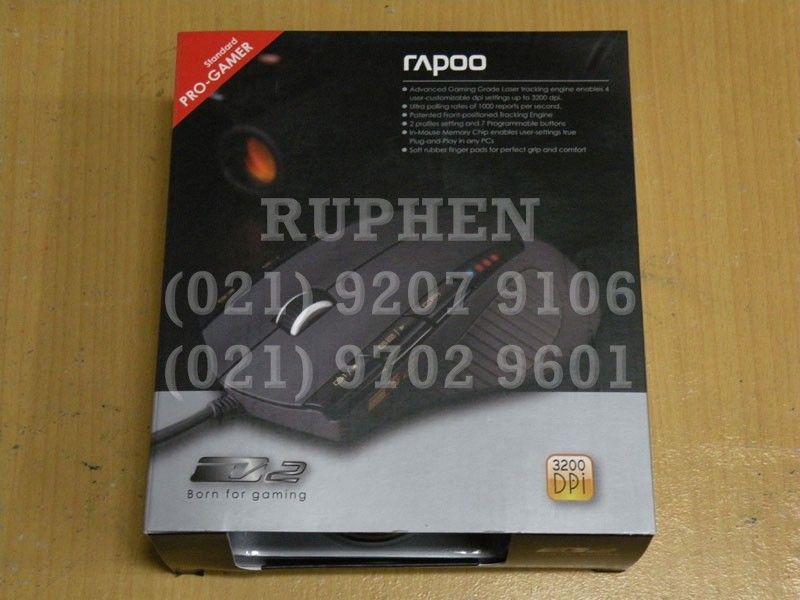 Standard
PRO-GAMER
rapoo
Advanced Gaming Grade Laser tracking engine enables 4
user-customizable dpi settings up to 3200 dpi.
Ultra polling rates of 1000 reports per second.
Patented Front-positioned Tracking Engine
2 profiles setting and 7 Programmable buttons
In-Mouse Memory Chip enables user-settings true
Plug-and-Play in any PCs
Soft rubber finger pads for perfect grip and comfort
RUPHEN
(021) 9207 9106
(021) 9702 9601
2
Born for gaming
3200
DPi